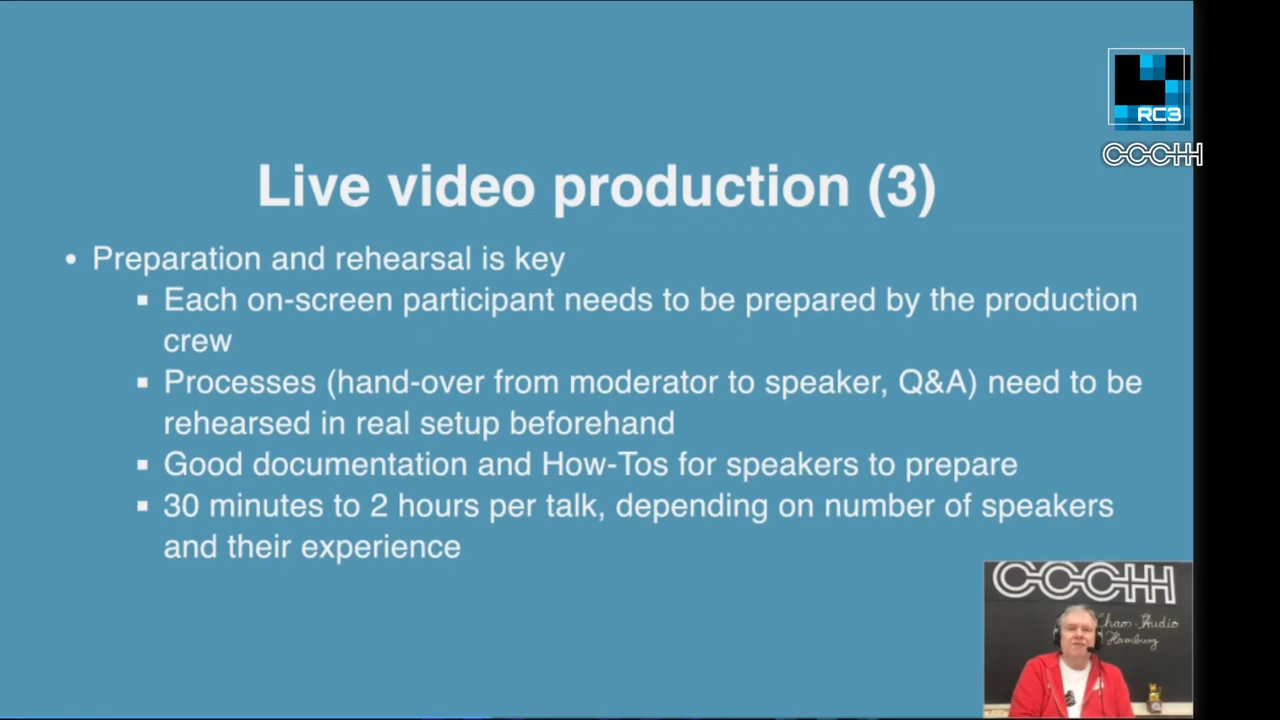 RC3
CCCHH
Live video production (3)
• Preparation and rehearsal is key
▪ Each on-screen participant needs to be prepared by the production
crew
▪ Processes (hand-over from moderator to speaker, Q&A) need to be
rehearsed in real setup beforehand
▪ Good documentation and How-Tos for speakers to prepare
▪ 30 minutes to 2 hours per talk, depending on number of speakers
and their experience
CCCHH
Chaos-Audio
Hamburg